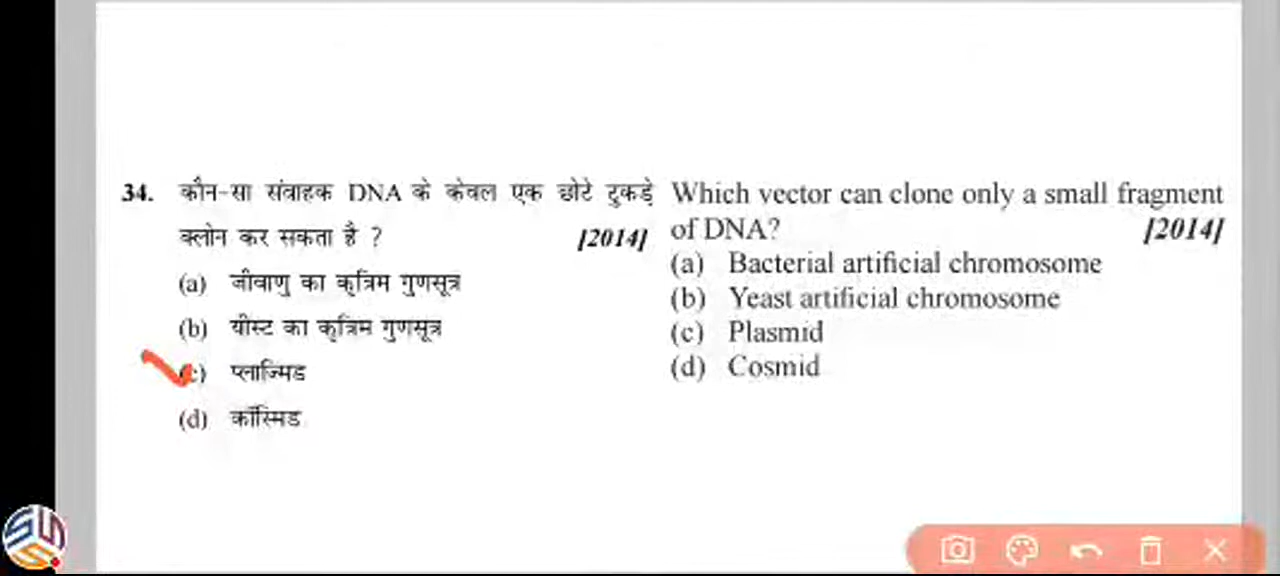 34. कौन-सा संवाहक DNA के केवल एक छोटे टुकड़े
क्लोन कर सकता है ? [2014]
(a) जीवाणु का कृत्रिम गुणसूत्र
(b) यीस्ट का कृत्रिम गुणसूत्र
(c) प्लाज्मिड
(d) कॉस्मिड
Which vector can clone only a small fragment
of DNA? [2014]
(a) Bacterial artificial chromosome
(b) Yeast artificial chromosome
(c) Plasmid
(d) Cosmid